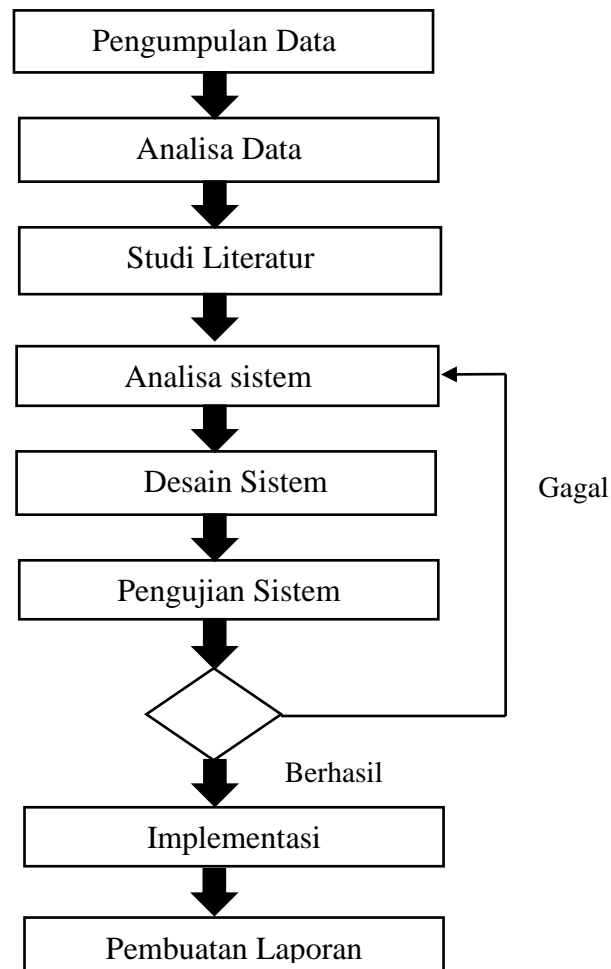 Pengumpulan Data
Analisa Data
Studi Literatur
Analisa sistem
Desain Sistem
Gagal
Pengujian Sistem
Berhasil
Implementasi
Pembuatan Laporan